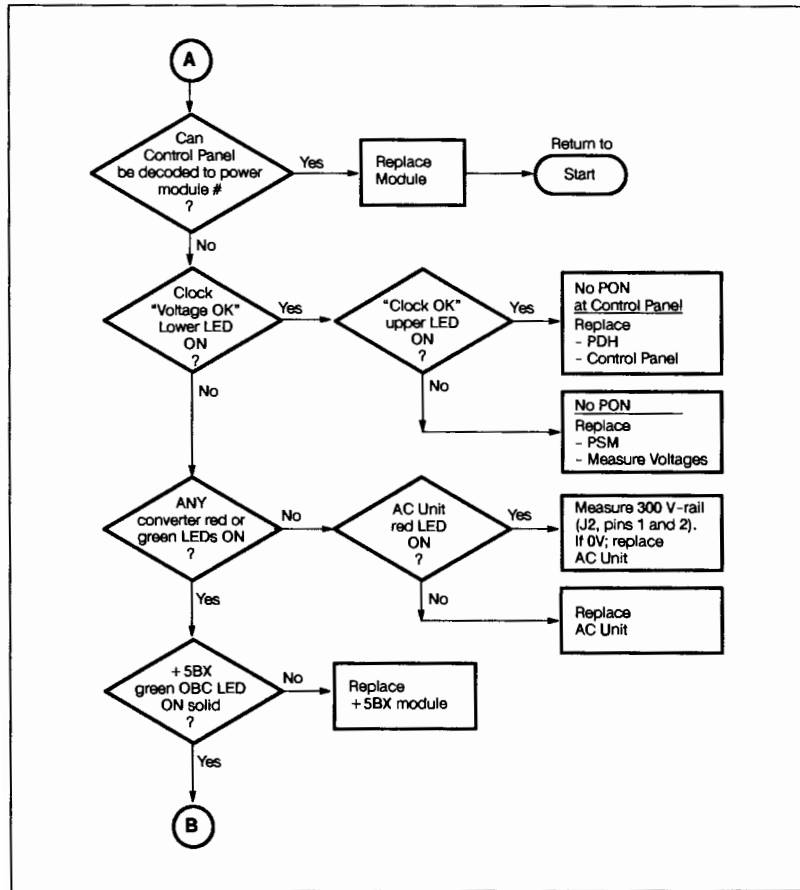 A
Can
Control Panel
be decoded to power
module #
?
Yes
Replace
Module
Return to
Start
No
Clock
"Voltage OK"
Lower LED
ON
?
Yes
"Clock OK"
upper LED
ON
?
Yes
No PON
at Control Panel
Replace
- PDH
- Control Panel
No
No
No PON
Replace
- PSM
- Measure Voltages
ANY
converter red or
green LEDs ON
?
No
AC Unit
red LED
ON
?
Yes
Measure 300 V-rail
(J2, pins 1 and 2).
If 0V; replace
AC Unit
No
Replace
AC Unit
Yes
+5BX
green OBC LED
ON solid
?
No
Replace
+5BX module
Yes
B